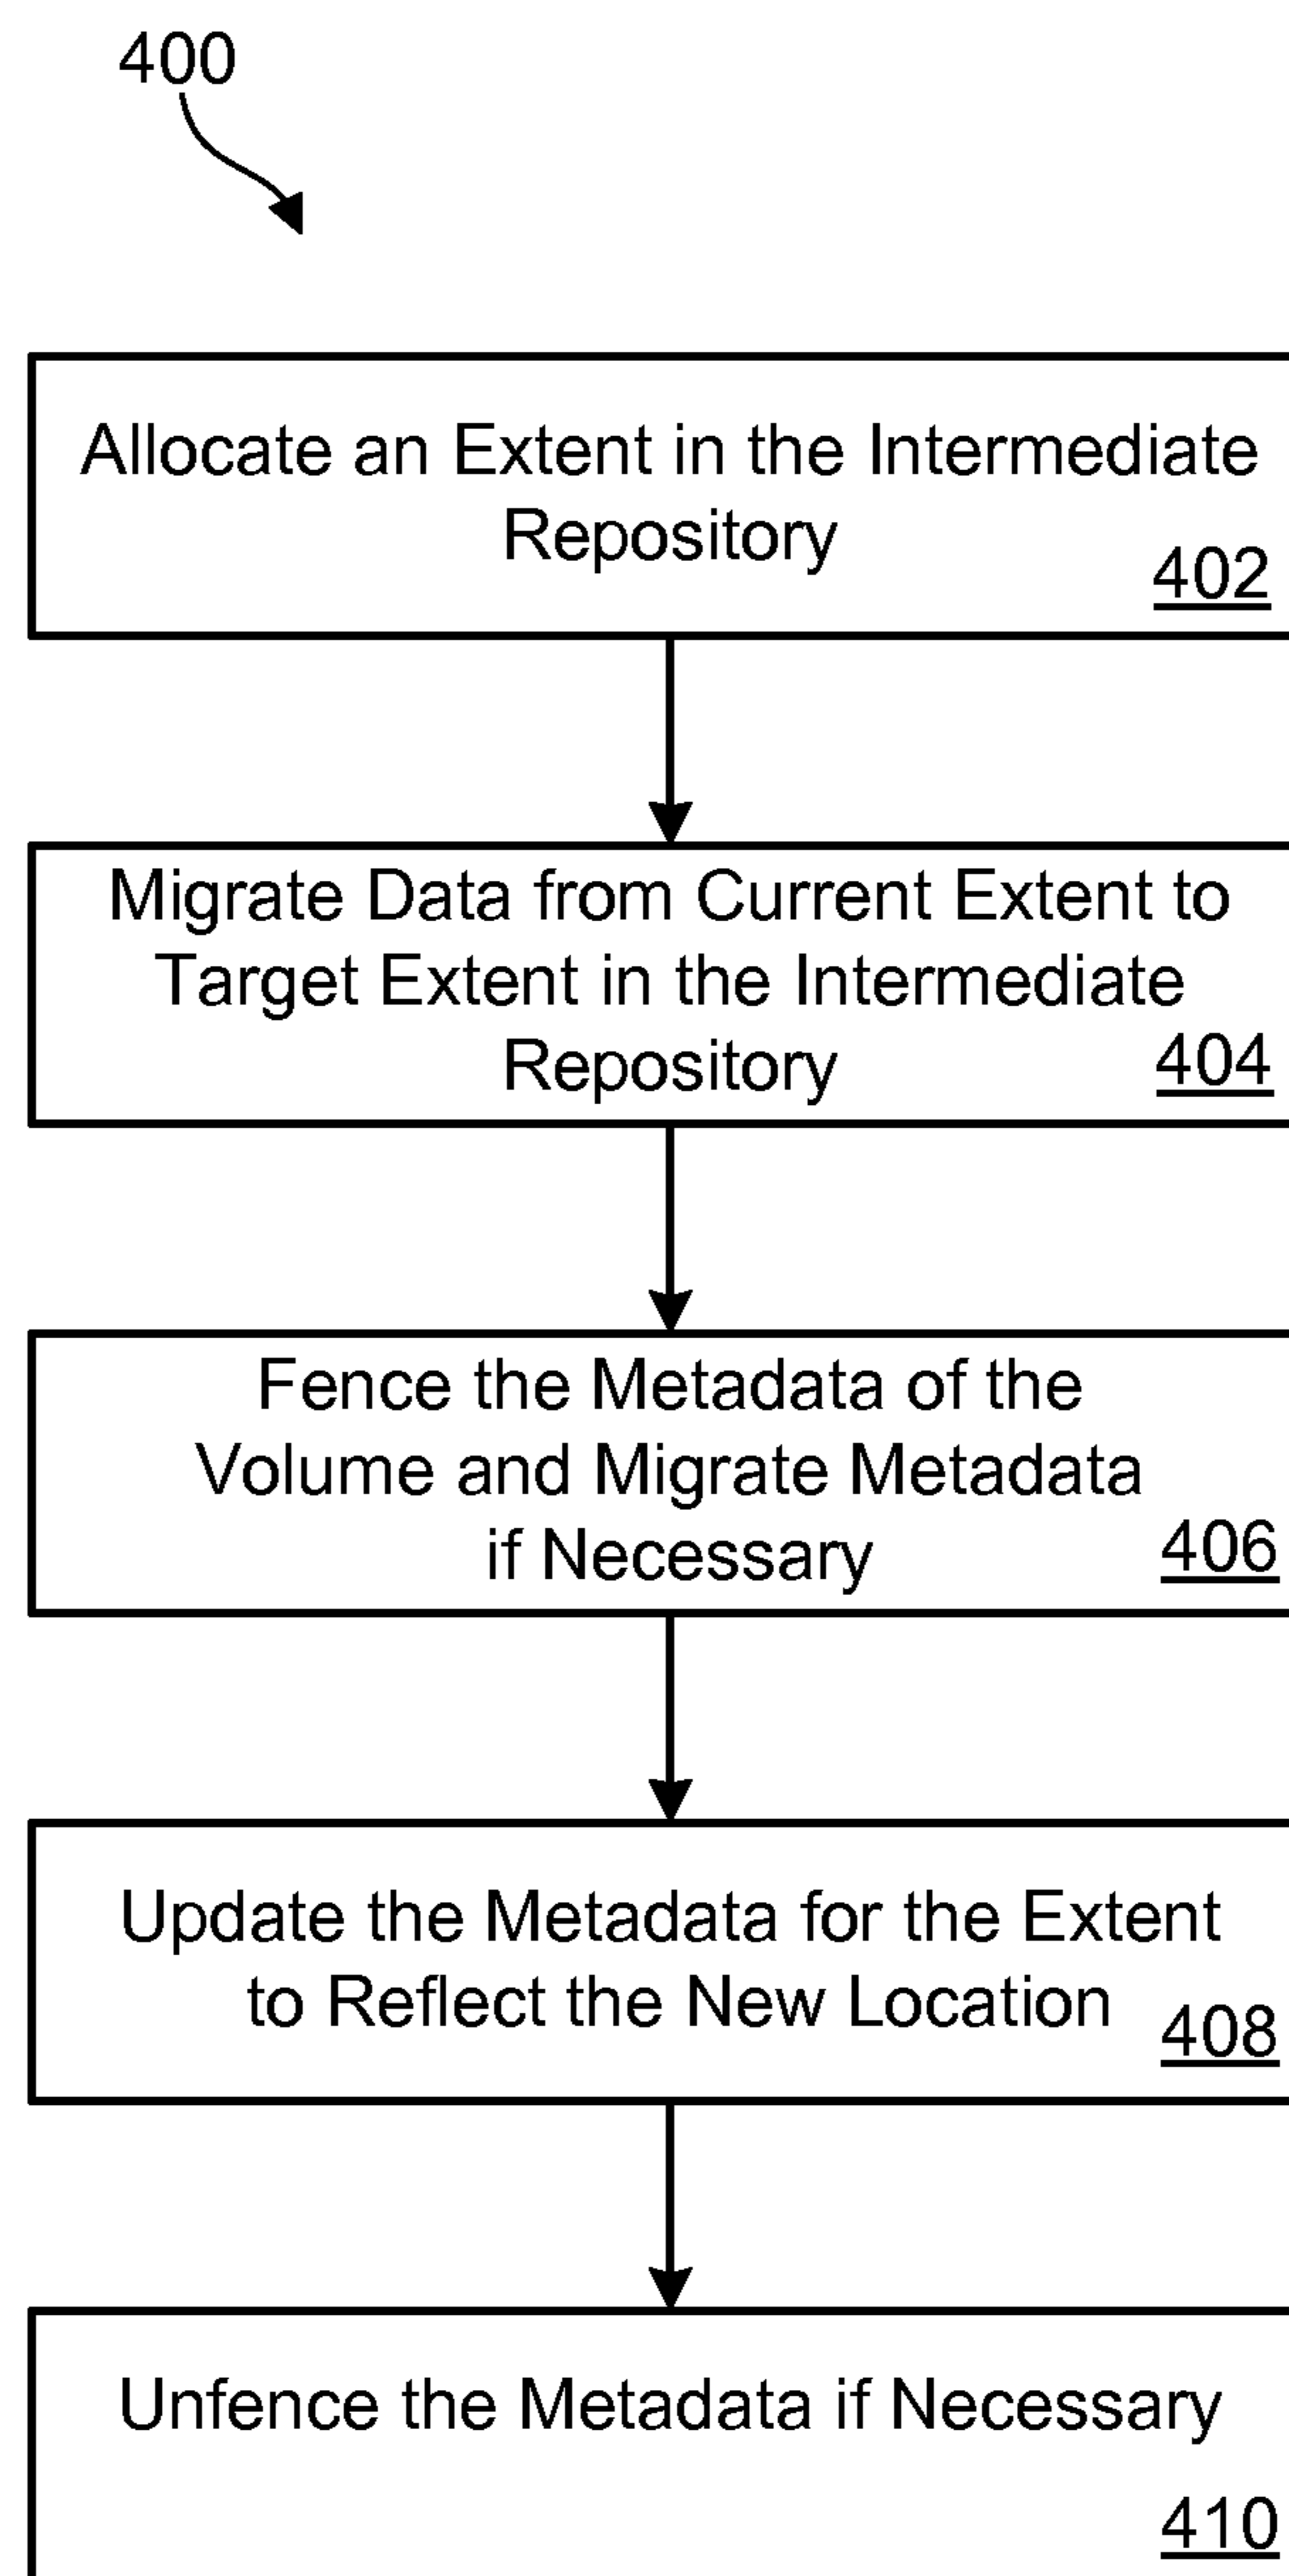 400
Allocate an Extent in the Intermediate
Repository
402
Migrate Data from Current Extent to
Target Extent in the Intermediate
Repository
404
Fence the Metadata of the
Volume and Migrate Metadata
if Necessary
406
Update the Metadata for the Extent
to Reflect the New Location
408
Unfence the Metadata if Necessary
410